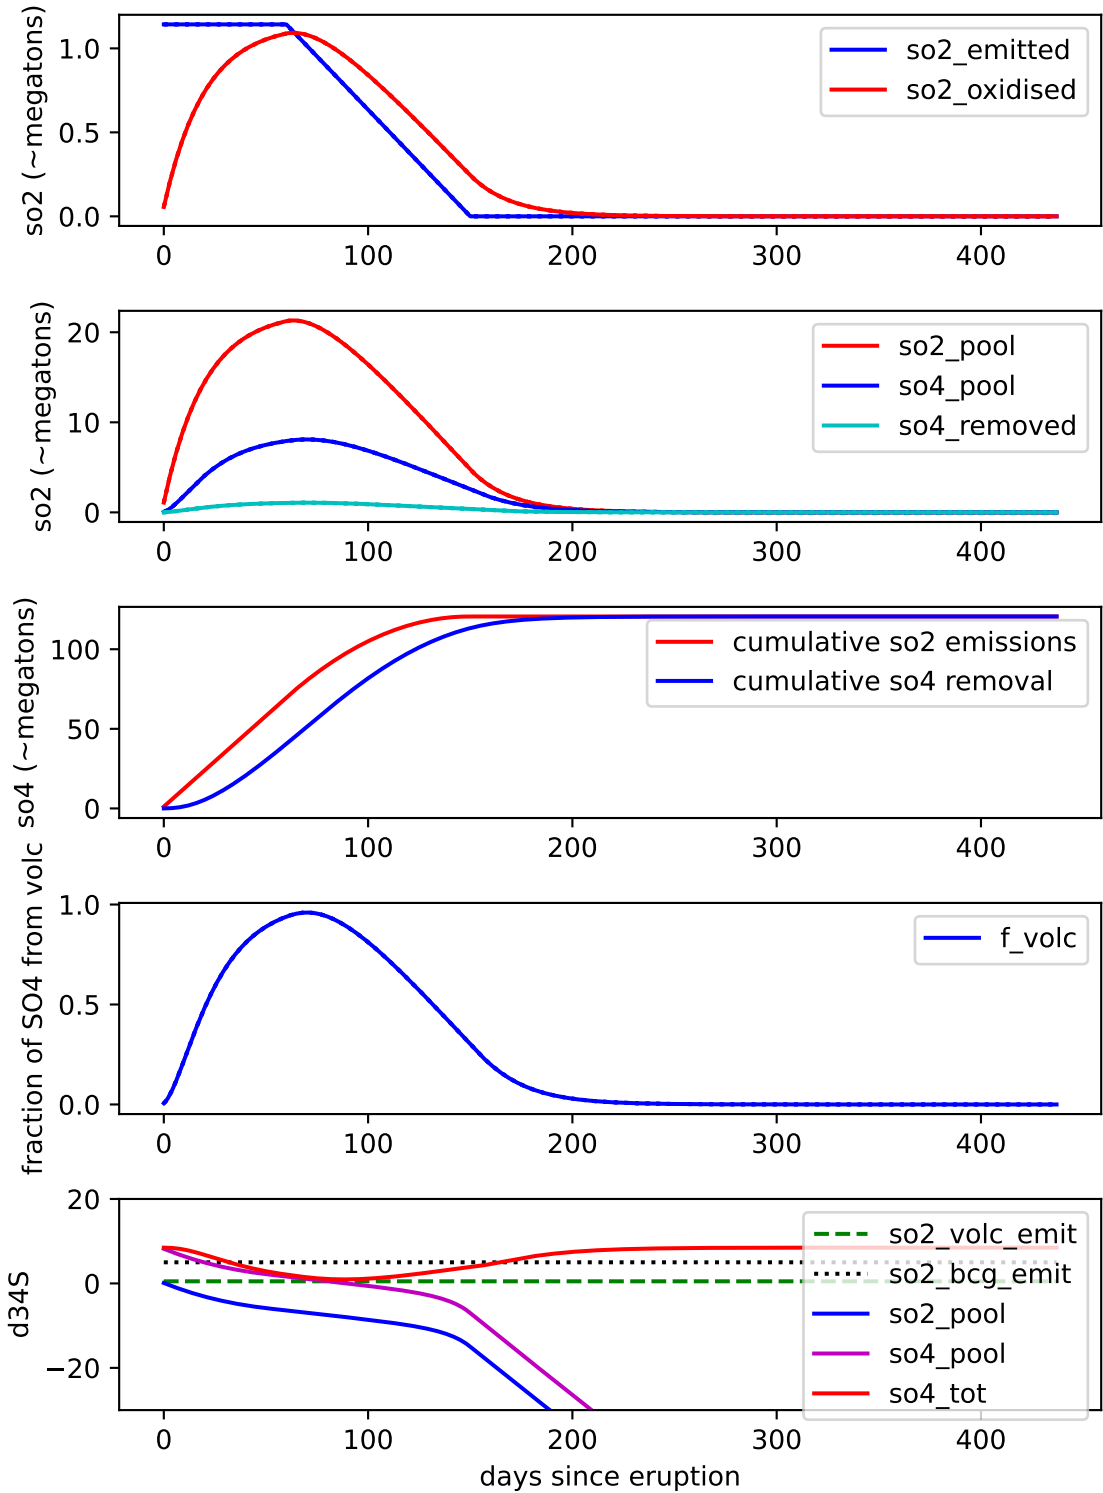 so2 (~megatons)
1.0
0.5
0.0
so2_emitted
so2_oxidised
0 100 200 300 400
so2 (~megatons)
20
10
0
so2_pool
so4_pool
so4_removed
0 100 200 300 400
so4 (~megatons)
100
50
0
cumulative so2 emissions
cumulative so4 removal
0 100 200 300 400
fraction of SO4 from volc
1.0
0.5
0.0
f_volc
0 100 200 300 400
d34S
20
0
−20
so2_volc_emit
so2_bcg_emit
so2_pool
so4_pool
so4_tot
0 100 200 300 400
days since eruption